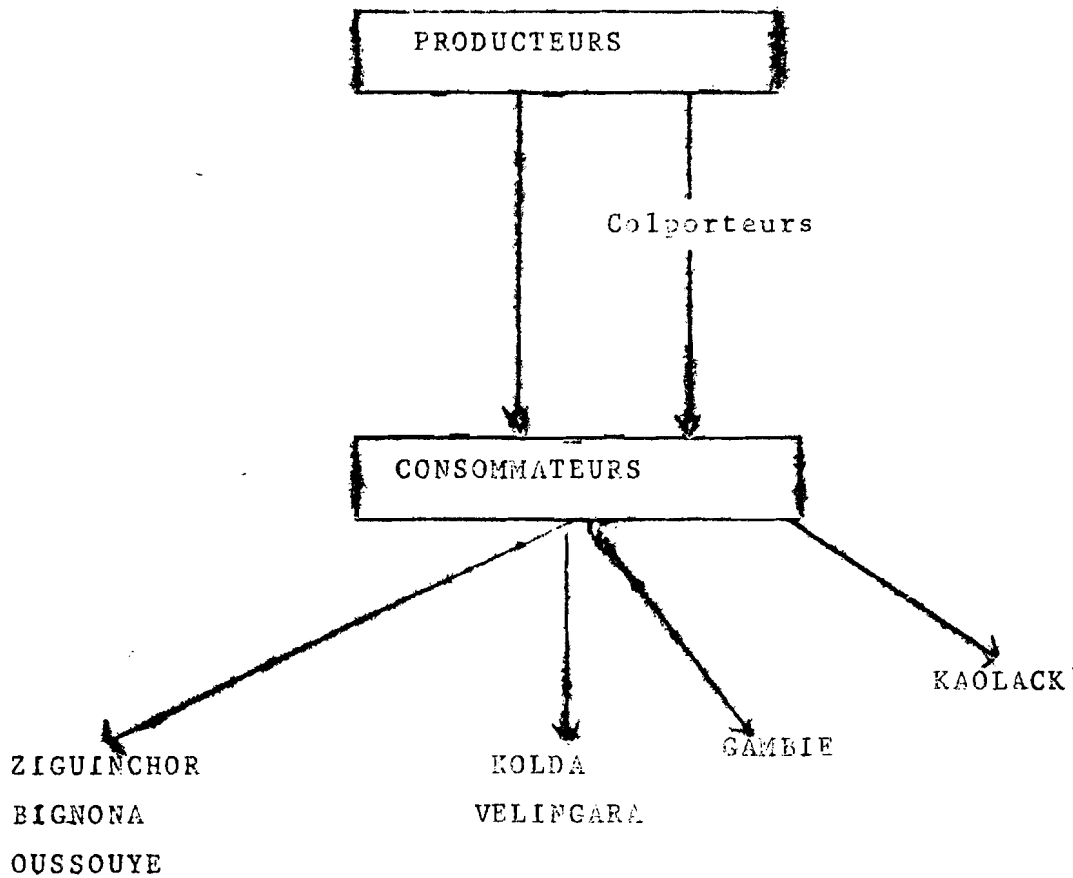 PRODUCTEURS
Colporteurs
CONSOMMATEURS
KAOLACK
ZIGUINCHOR
KOLDA
GAMBIE
BIGNONA
VELINGARA
OUSSOUYE